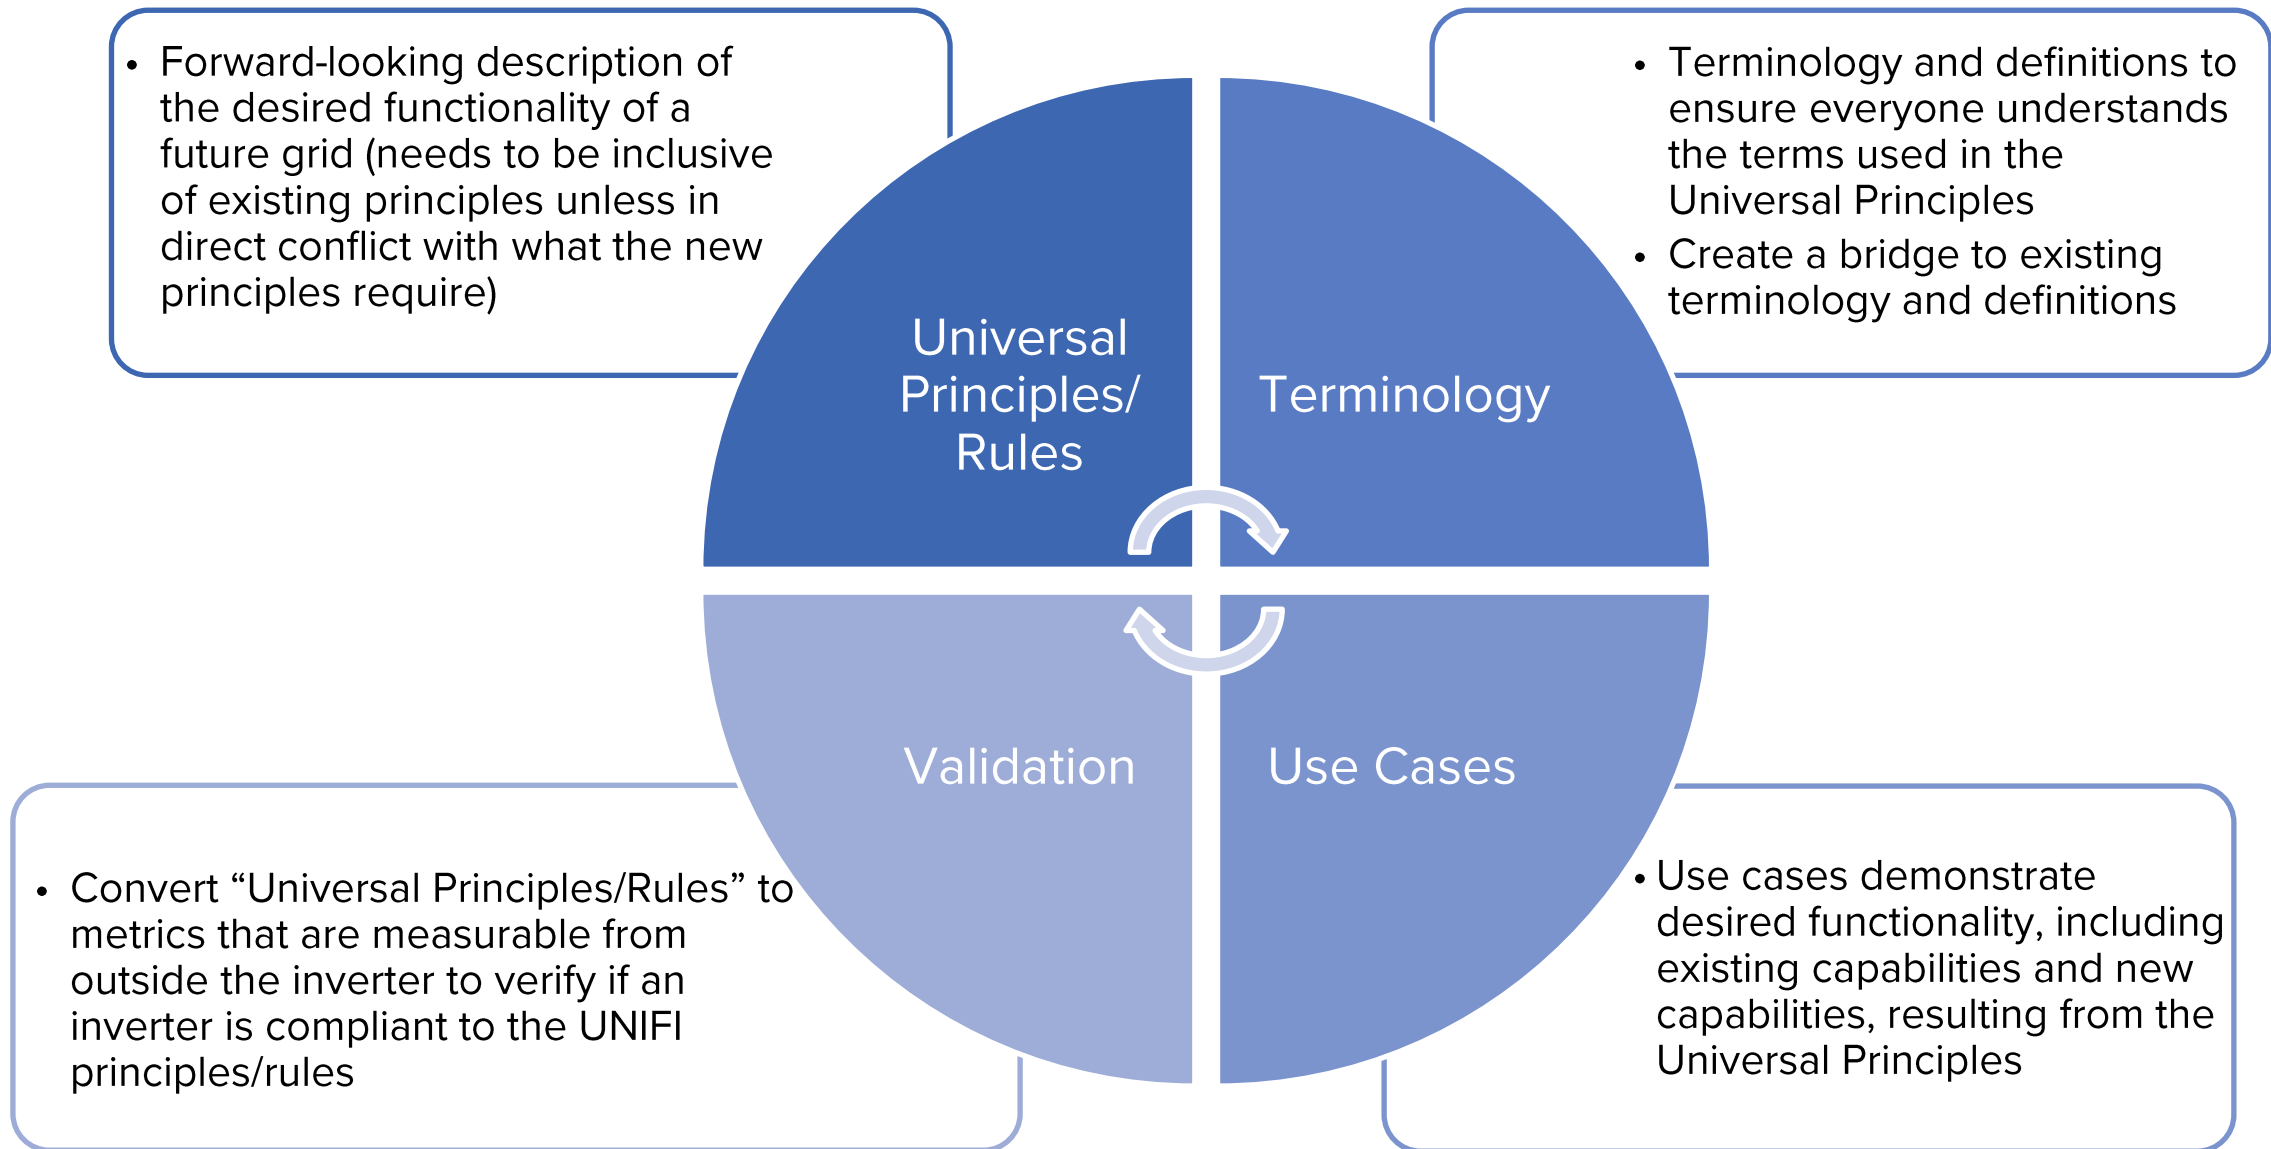 • Forward-looking description of
the desired functionality of a
future grid (needs to be inclusive
of existing principles unless in
direct conflict with what the new
principles require)
• Terminology and definitions to
ensure everyone understands
the terms used in the
Universal Principles
• Create a bridge to existing
terminology and definitions
Universal
Principles/
Rules
Terminology
Validation
Use Cases
• Convert “Universal Principles/Rules” to
metrics that are measurable from
outside the inverter to verify if an
inverter is compliant to the UNIFI
principles/rules
• Use cases demonstrate
desired functionality, including
existing capabilities and new
capabilities, resulting from the
Universal Principles